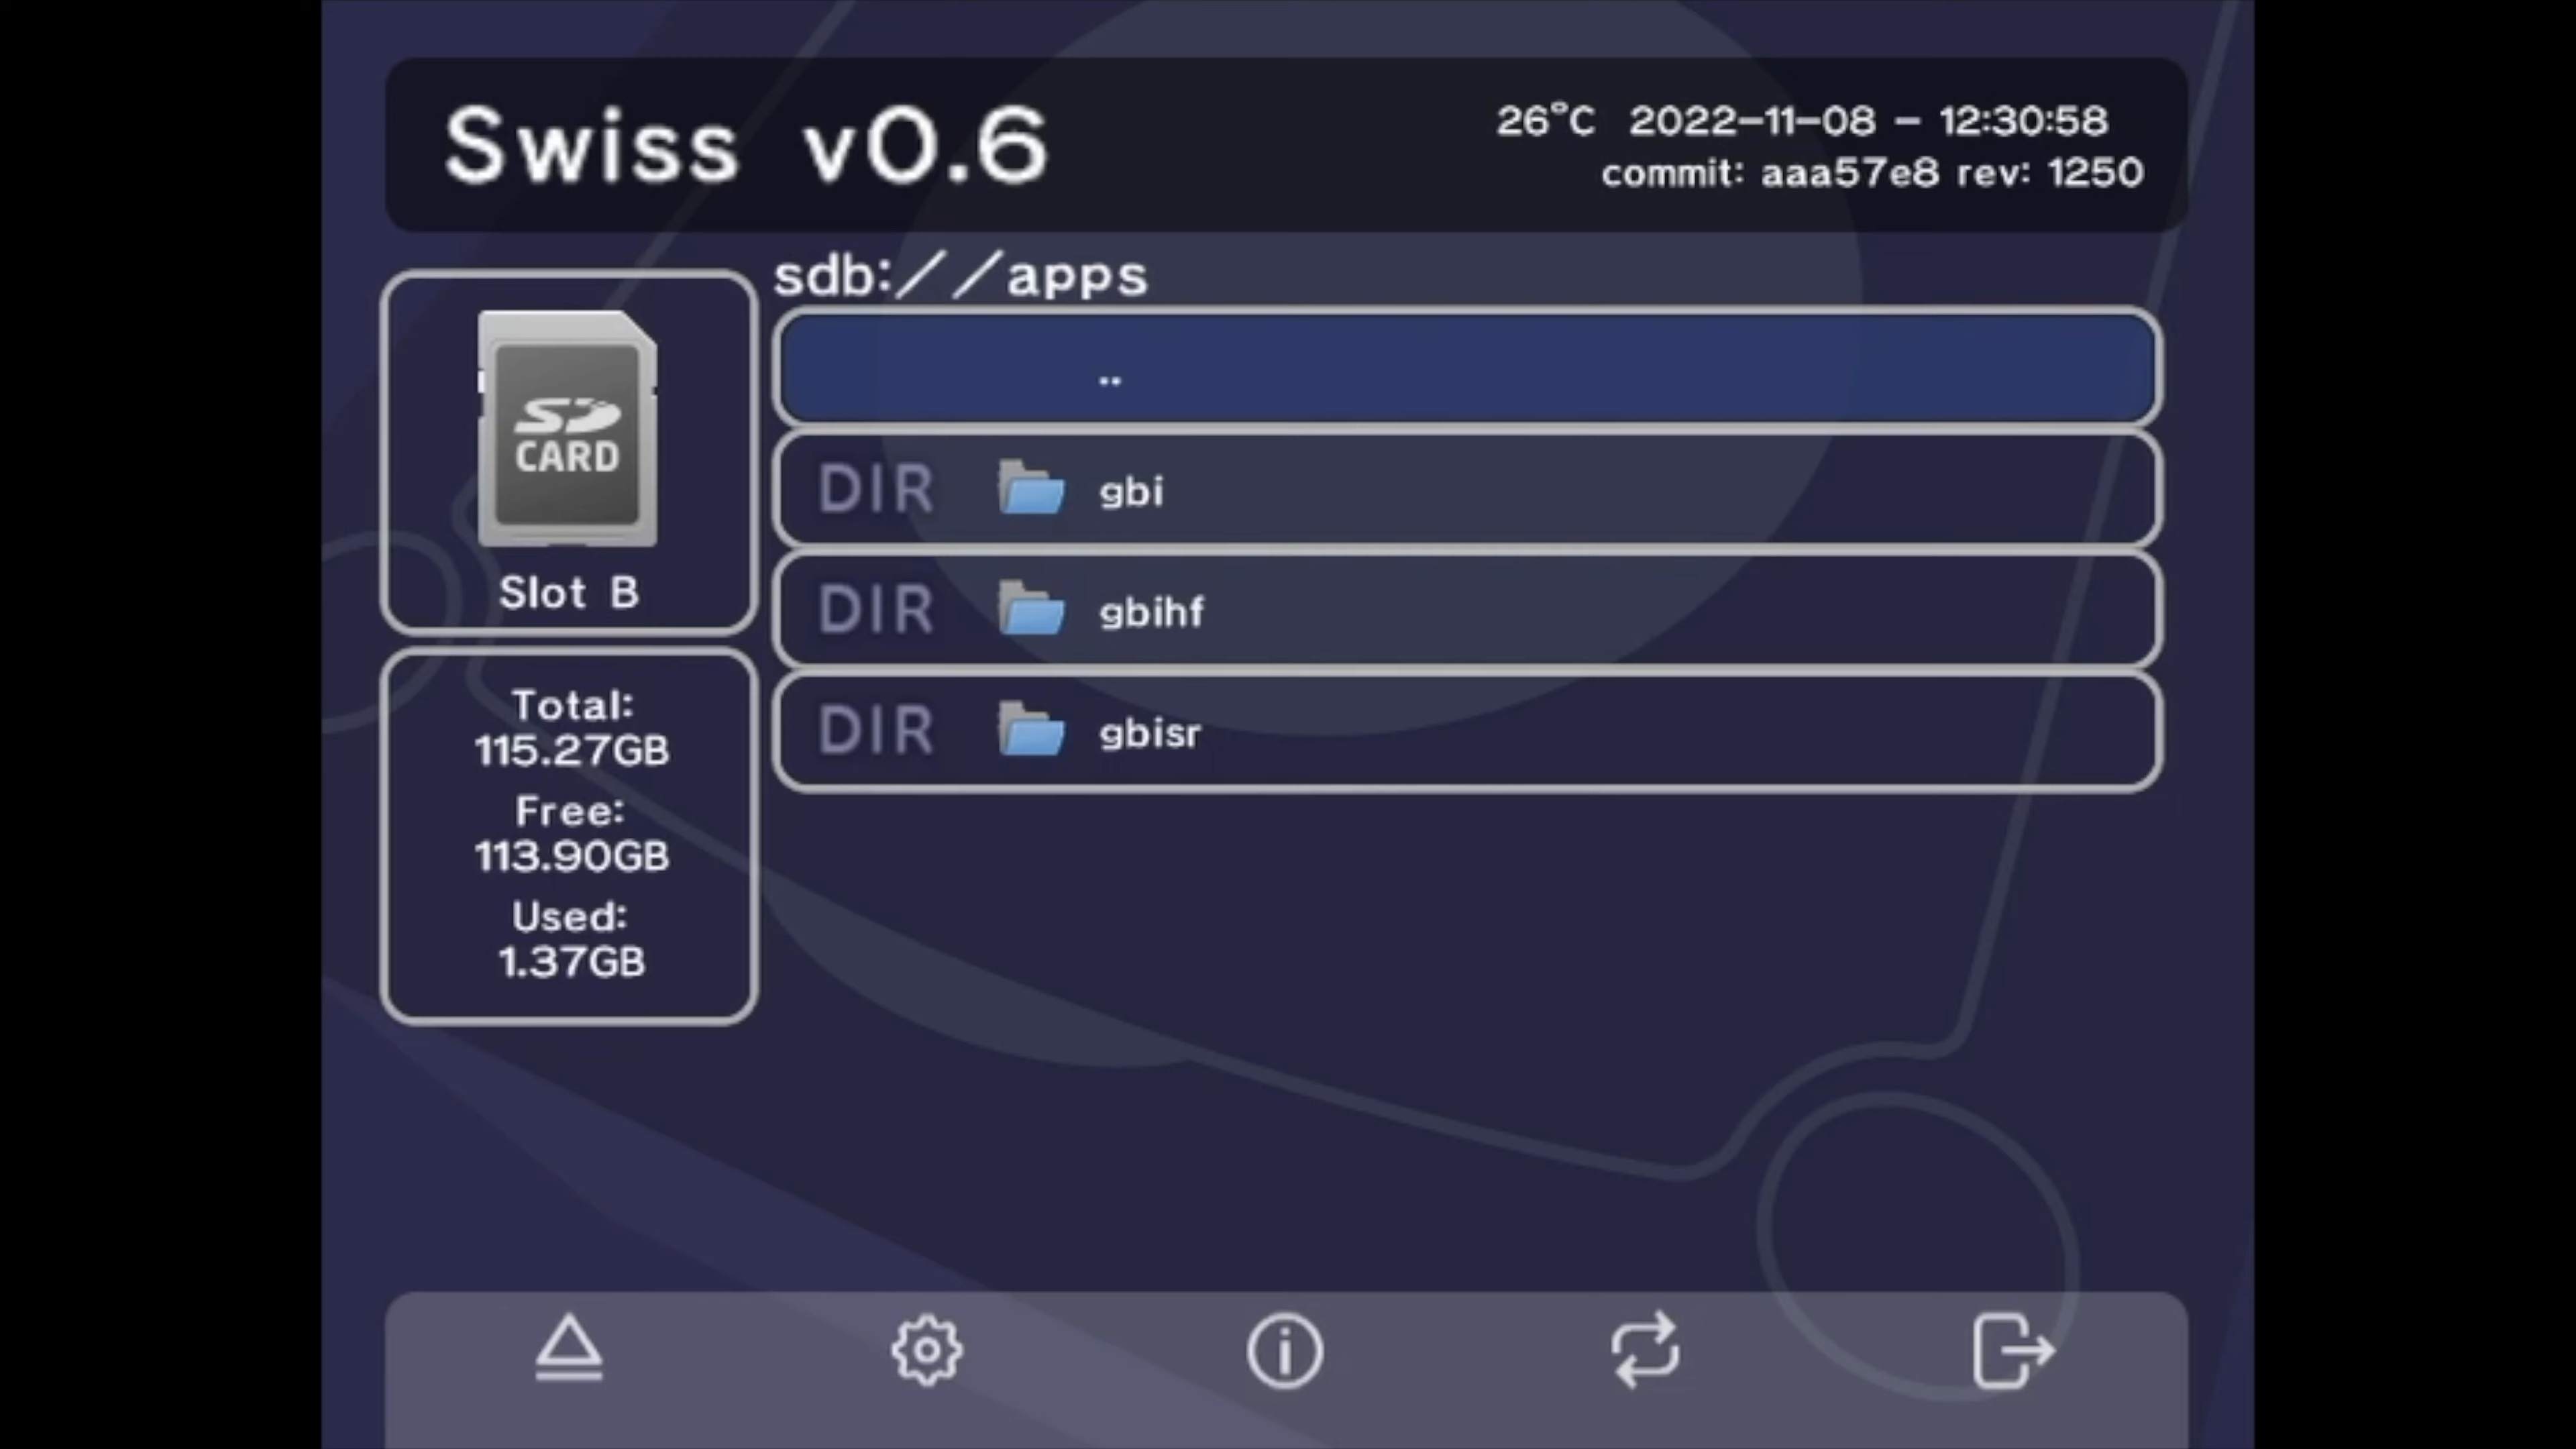 Swiss v0.6
26°C 2022-11-08 - 12:30:58
commit: aaa57e8 rev: 1250
sdb://apps
SD
CARD
Slot B
..
DIR gbi
DIR gbihf
DIR gbisr
Total:
115.27GB
Free:
113.90GB
Used:
1.37GB